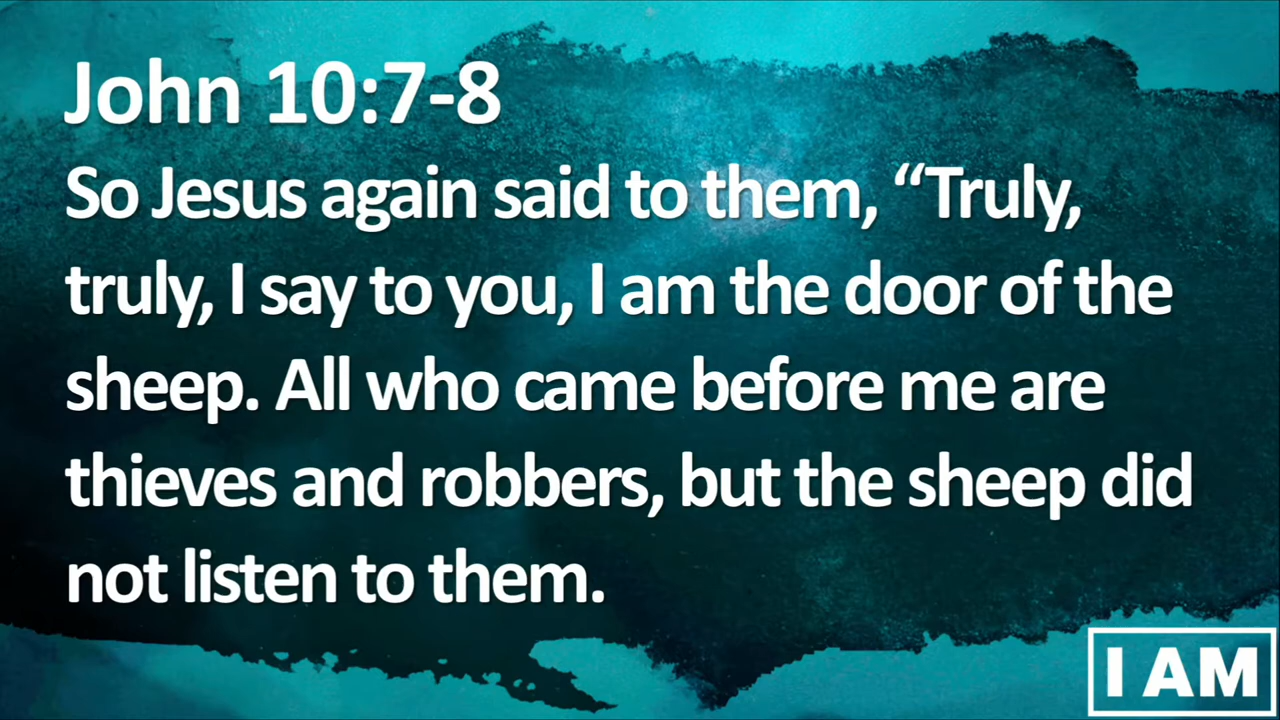 John 10:7-8
So Jesus again said to them, “Truly,
truly, I say to you, I am the door of the
sheep. All who came before me are
thieves and robbers, but the sheep did
not listen to them.
I AM